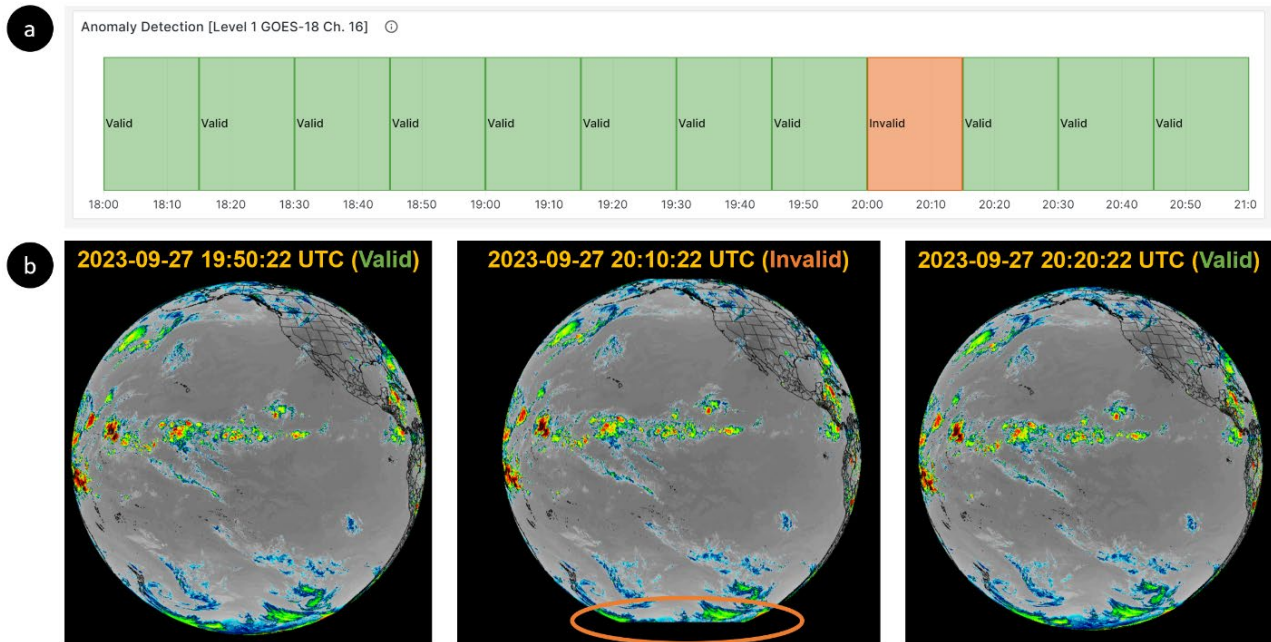 a
Anomaly Detection [Level 1 GOES-18 Ch. 16]
Valid Valid Valid Valid Valid Valid Valid Valid Invalid Valid Valid Valid
18:00 18:10 18:20 18:30 18:40 18:50 19:00 19:10 19:20 19:30 19:40 19:50 20:00 20:10 20:20 20:30 20:40 20:50 21:0
b
2023-09-27 19:50:22 UTC (Valid) 2023-09-27 20:10:22 UTC (Invalid) 2023-09-27 20:20:22 UTC (Valid)